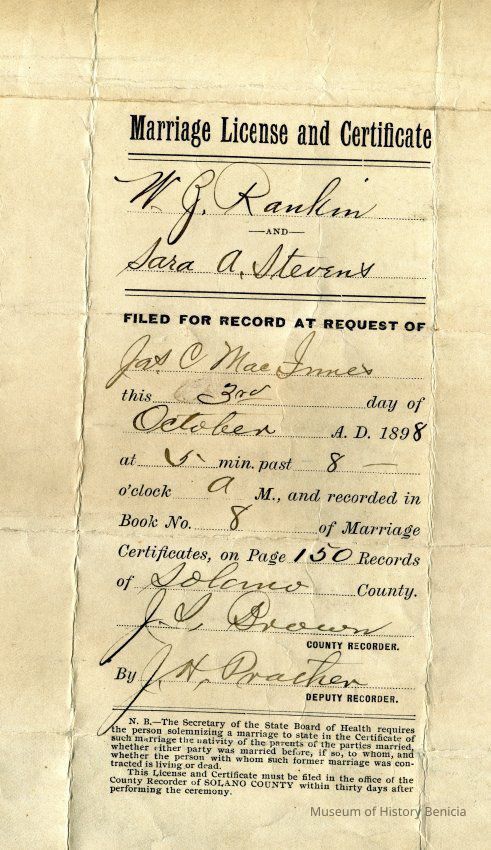 Marriage License and Certificate
W. J. Rankin
—AND—
Sara A. Stevens
FILED FOR RECORD AT REQUEST OF
Jas. C Mac Innes
this 3rd day of
October A. D. 1898
at 5 min. past 8 —
o'clock A M., and recorded in
Book No. 8 of Marriage
Certificates, on Page 150 Records
of Solano County.
Brown
COUNTY RECORDER.
By J. H.
DEPUTY RECORDER.
N. B.—The Secretary of the State Board of Health requires
the person solemnizing a marriage to state in the Certificate of
such marriage the nativity of the parents of the parties married,
whether either party was married before, if so, to whom, and
whether the person with whom such former marriage was con-
tracted is living or dead.
This License and Certificate must be filed in the office of the
County Recorder of SOLANO COUNTY within thirty days after
performing the ceremony.
Museum of History Benicia